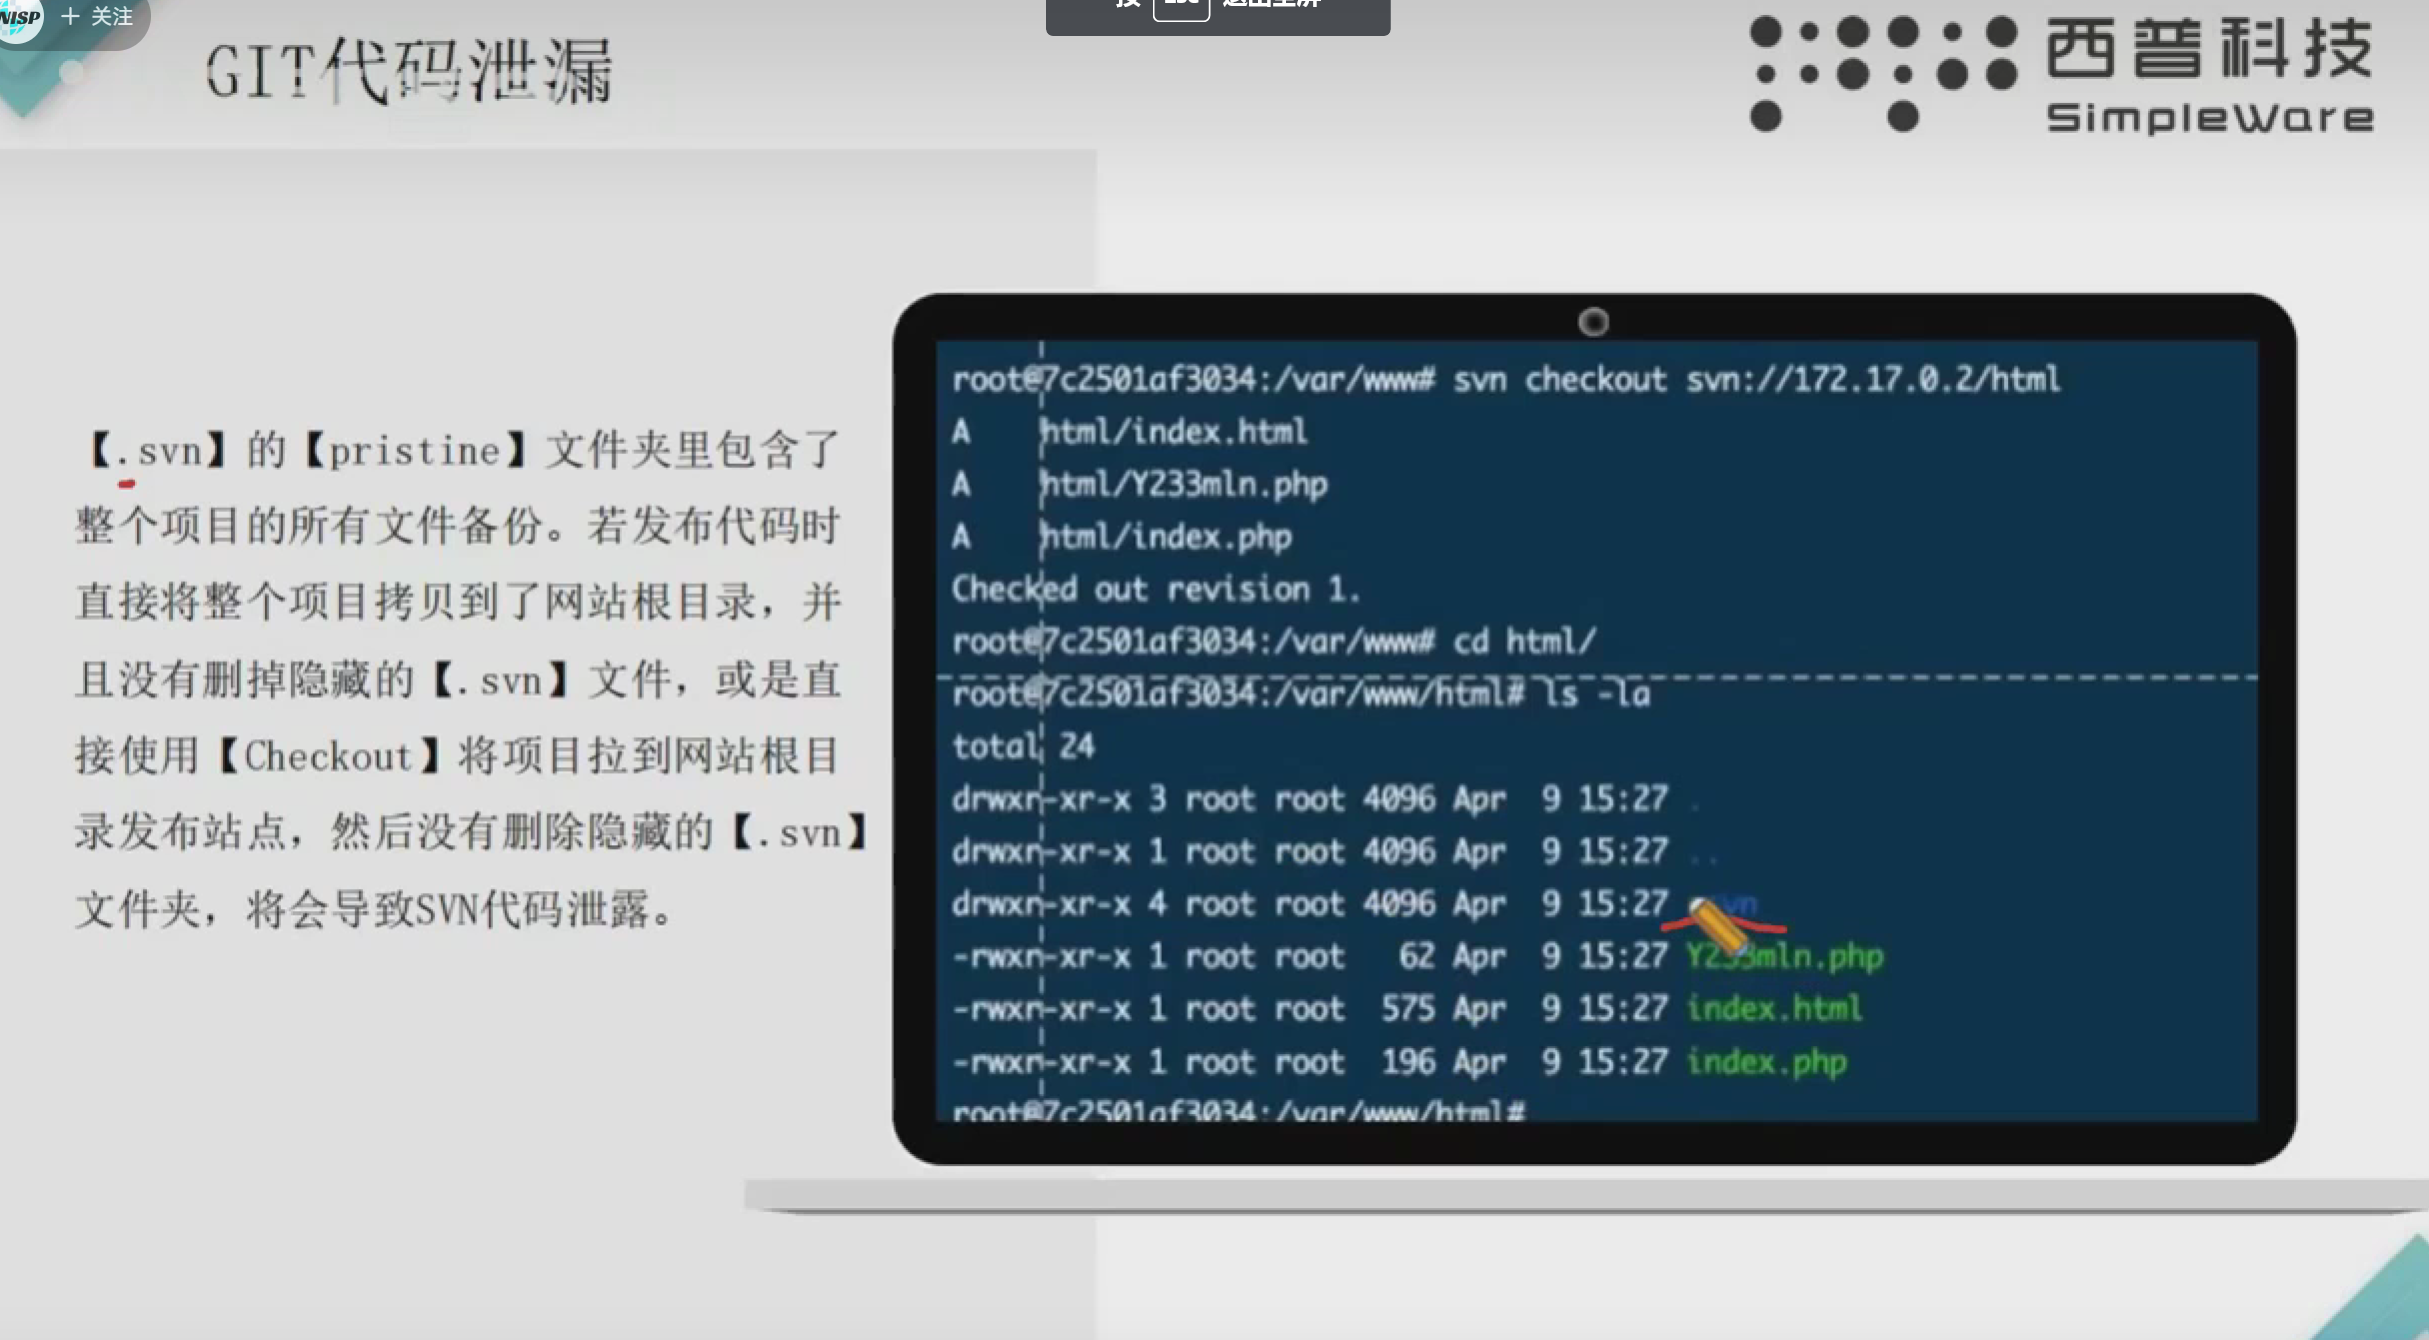 NISP
+ 关注
GIT代码泄漏
西普科技
SimpleWare
【.svn】的【pristine】文件夹里包含了
整个项目的所有文件备份。若发布代码时
直接将整个项目拷贝到了网站根目录，并
且没有删掉隐藏的【.svn】文件，或是直
接使用【Checkout】将项目拉到网站根目
录发布站点，然后没有删除隐藏的【.svn】
文件夹，将会导致SVN代码泄露。
root@7c2501af3034:/var/www# svn checkout svn://172.17.0.2/html
A    html/index.html
A    html/Y233mln.php
A    html/index.php
Checked out revision 1.
root@7c2501af3034:/var/www# cd html/
root@7c2501af3034:/var/www/html# ls -la
total 24
drwxr-xr-x 3 root root 4096 Apr  9 15:27 .
drwxr-xr-x 1 root root 4096 Apr  9 15:27 ..
drwxr-xr-x 4 root root 4096 Apr  9 15:27
-rwxr-xr-x 1 root root   62 Apr  9 15:27 Y233mln.php
-rwxr-xr-x 1 root root  575 Apr  9 15:27 index.html
-rwxr-xr-x 1 root root  196 Apr  9 15:27 index.php
root@7c2501af3034:/var/www/html#